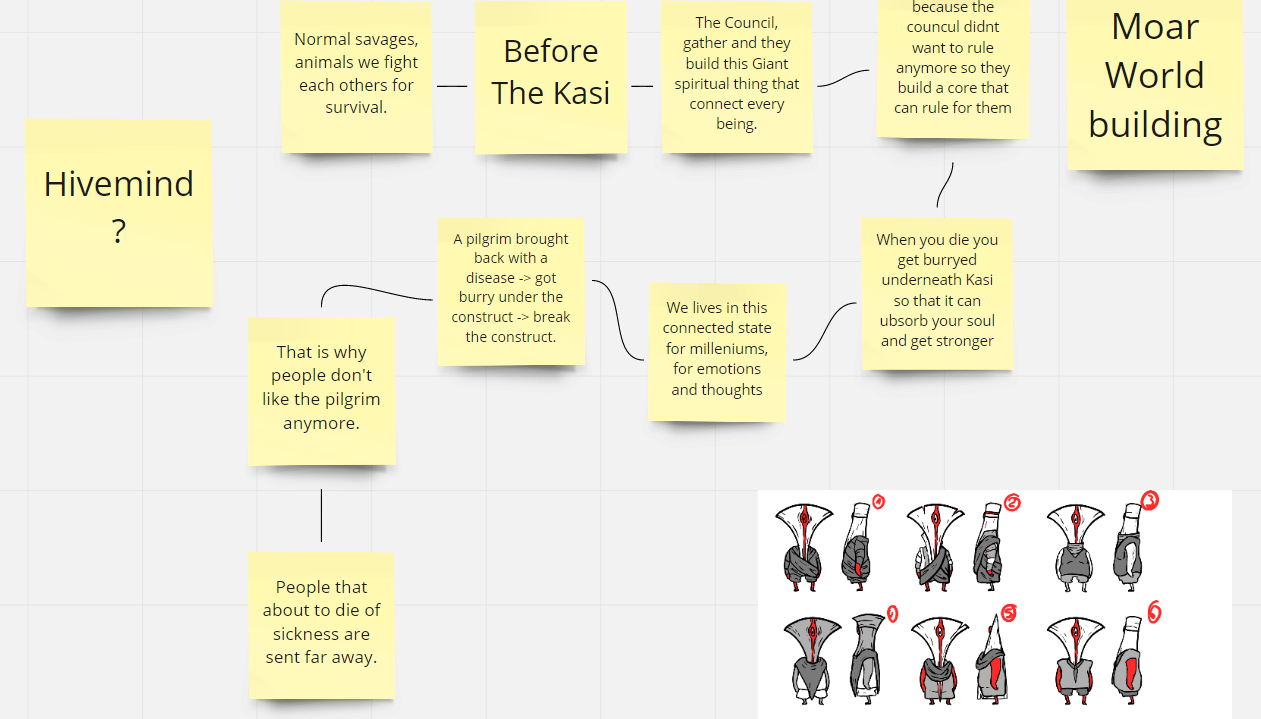 Normal savages,
animals we fight
each others for
survival.
Before
The Kasi
The Council,
gather and they
build this Giant
spiritual thing that
connect every
being.
because the
councul didnt
want to rule
anymore so they
build a core that
can rule for them
Moar
World
building
Hivemind
?
A pilgrim brought
back with a
disease -> got
burry under the
construct -> break
the construct.
We lives in this
connected state
for milleniums,
for emotions
and thoughts
When you die you
get burryed
underneath Kasi
so that it can
ubsorb your soul
and get stronger
That is why
people don't
like the pilgrim
anymore.
People that
about to die of
sickness are
sent far away.
1
2
3
5
6